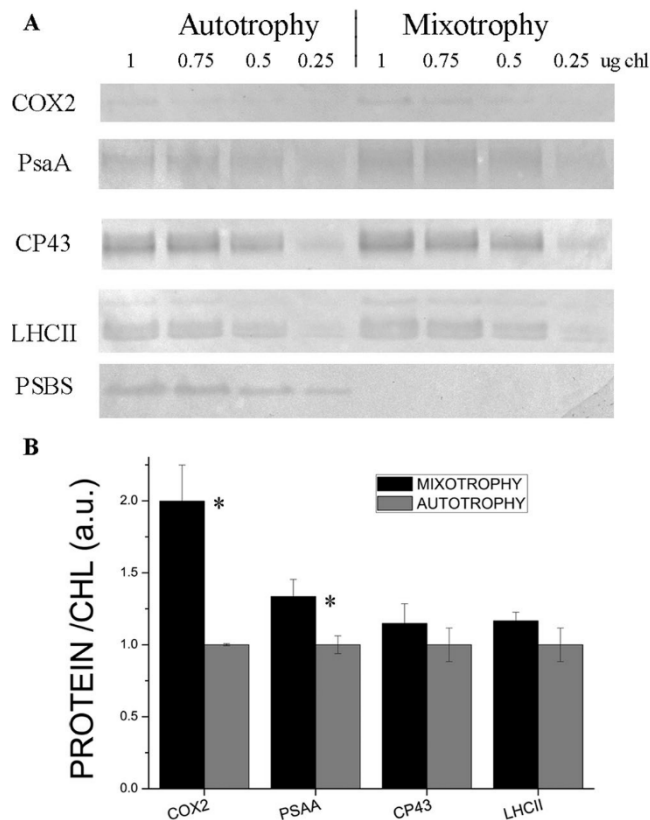 A
Autotrophy Mixotrophy
1 0.75 0.5 0.25 1 0.75 0.5 0.25 ug chl
COX2
PsaA
CP43
LHCII
PSBS
B
PROTEIN /CHL (a.u.)
2.0
1.5
1.0
0.5
0.0
MIXOTROPHY
AUTOTROPHY
*
*
COX2 PSAA CP43 LHCII